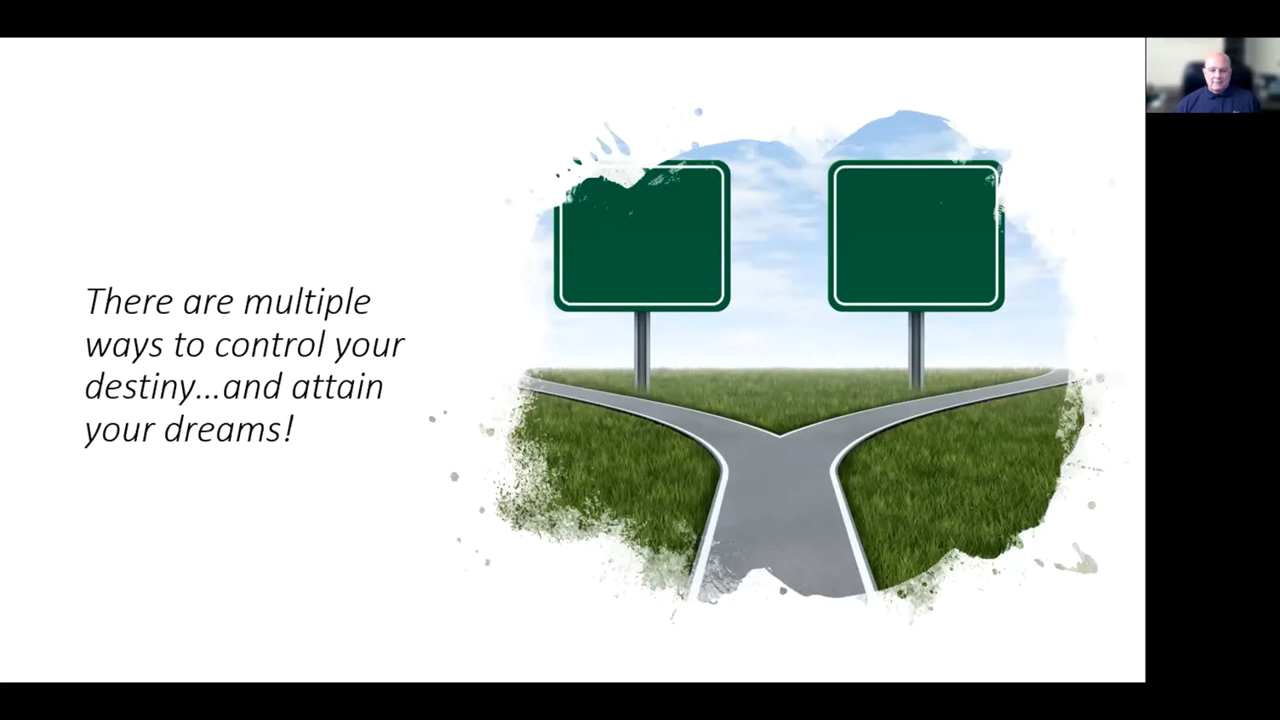 There are multiple
ways to control your
destiny...and attain
your dreams!